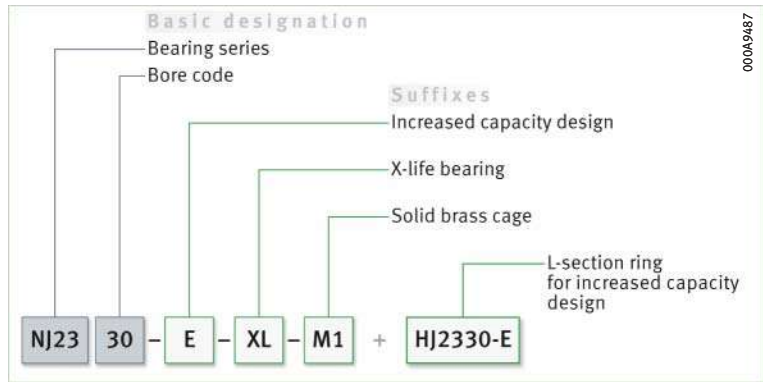 Basic designation
Bearing series
Bore code
Suffixes
Increased capacity design
X-life bearing
Solid brass cage
L-section ring
for increased capacity
design
NJ23 30 – E – XL – M1 + HJ2330-E
000A9487